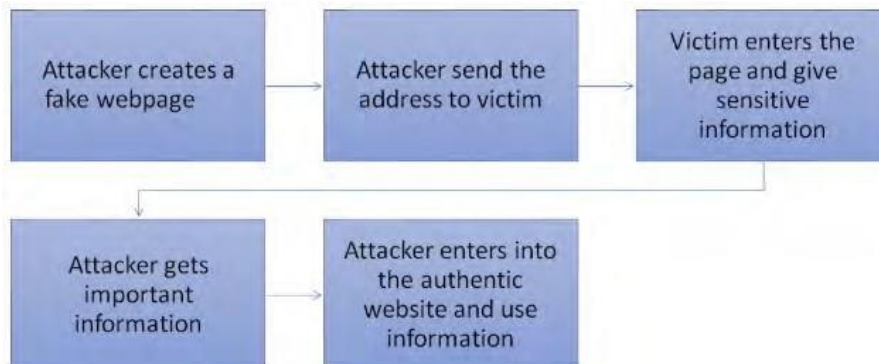 Attacker creates a
fake webpage
Attacker send the
address to victim
Victim enters the
page and give
sensitive
information
Attacker gets
important
information
Attacker enters into
the authentic
website and use
information